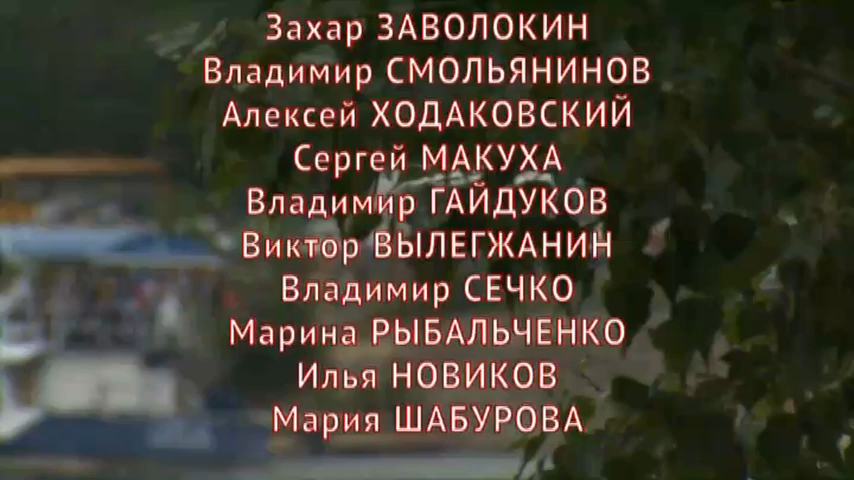 Захар ЗАВОЛОКИН
Владимир СМОЛЬЯНИНОВ
Алексей ХОДАКОВСКИЙ
Сергей МАКУХА
Владимир ГАЙДУКОВ
Виктор ВЫЛЕГЖАНИН
Владимир СЕЧКО
Марина РЫБАЛЬЧЕНКО
Илья НОВИКОВ
Мария ШАБУРОВА